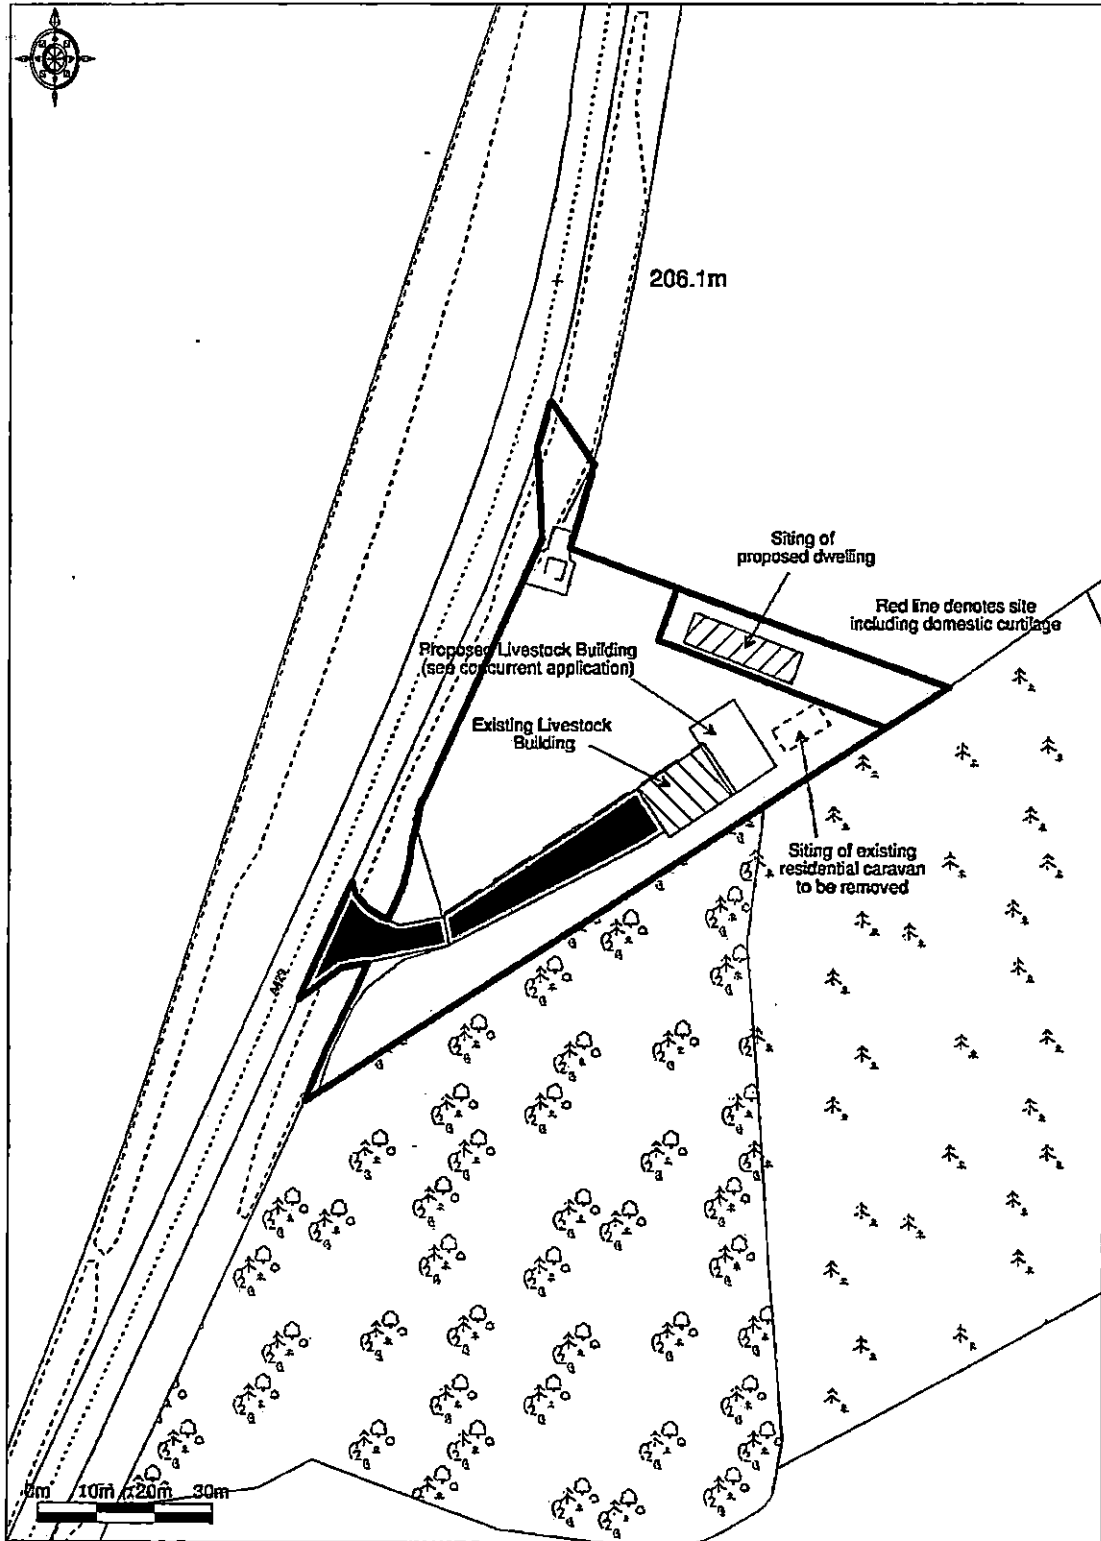 206.1m
Siting of
proposed dwelling
Red line denotes site
including domestic curtilage
Proposed Livestock Building
(see concurrent application)
Existing Livestock
Building
Siting of existing
residential caravan
to be removed
0m 10m 20m 30m